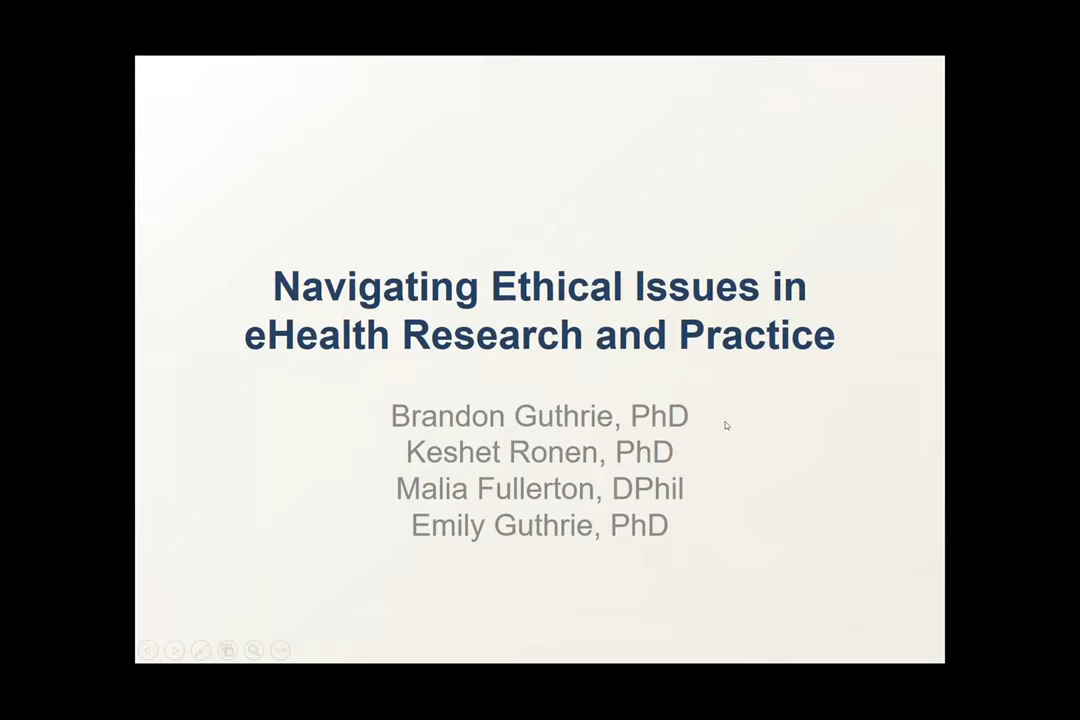 Navigating Ethical Issues in
eHealth Research and Practice
Brandon Guthrie, PhD
Keshet Ronen, PhD
Malia Fullerton, DPhil
Emily Guthrie, PhD